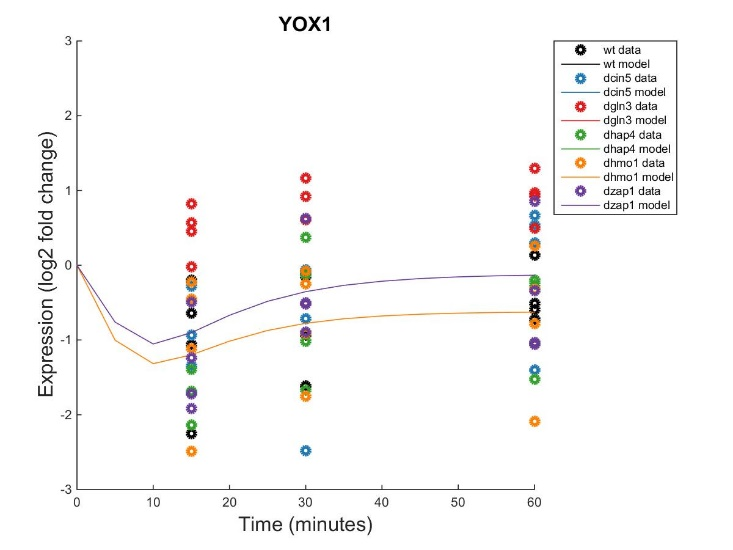 YOX1
3
2
1
0
-1
-2
-3
Expression (log2 fold change)
0 10 20 30 40 50 60
Time (minutes)
wt data
wt model
dcin5 data
dcin5 model
dgln3 data
dgln3 model
dhap4 data
dhap4 model
dhmo1 data
dhmo1 model
dzap1 data
dzap1 model